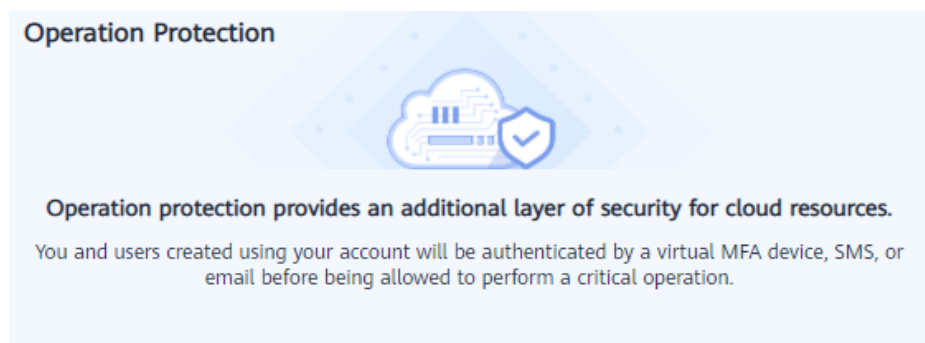 Operation Protection
Operation protection provides an additional layer of security for cloud resources.
You and users created using your account will be authenticated by a virtual MFA device, SMS, or
email before being allowed to perform a critical operation.